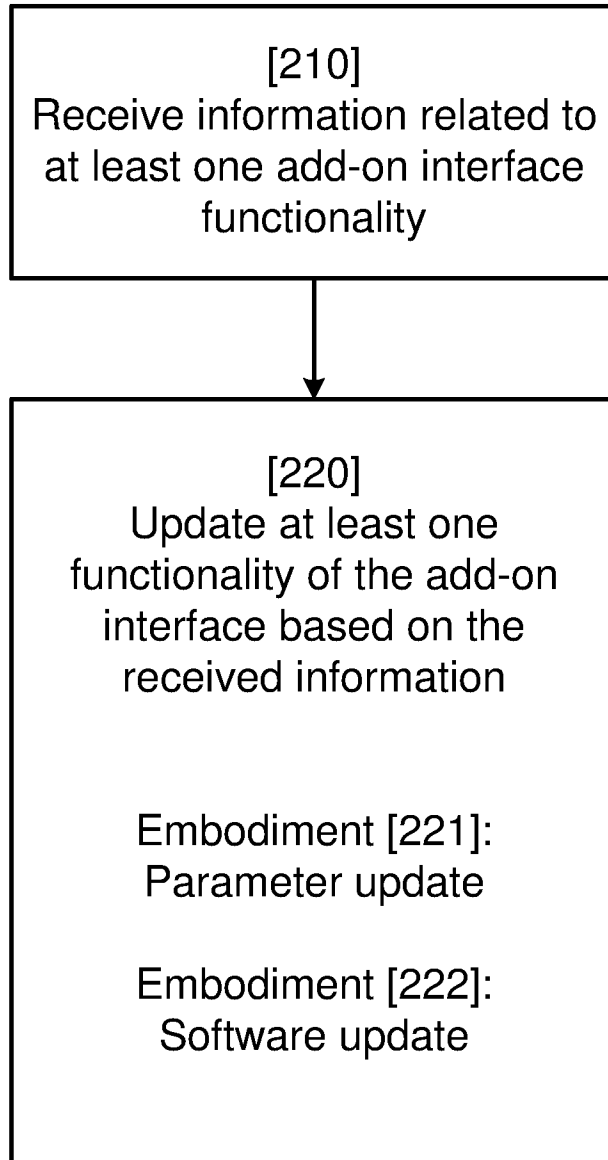 [210]
Receive information related to
at least one add-on interface
functionality
[220]
Update at least one
functionality of the add-on
interface based on the
received information
Embodiment [221]:
Parameter update
Embodiment [222]:
Software update